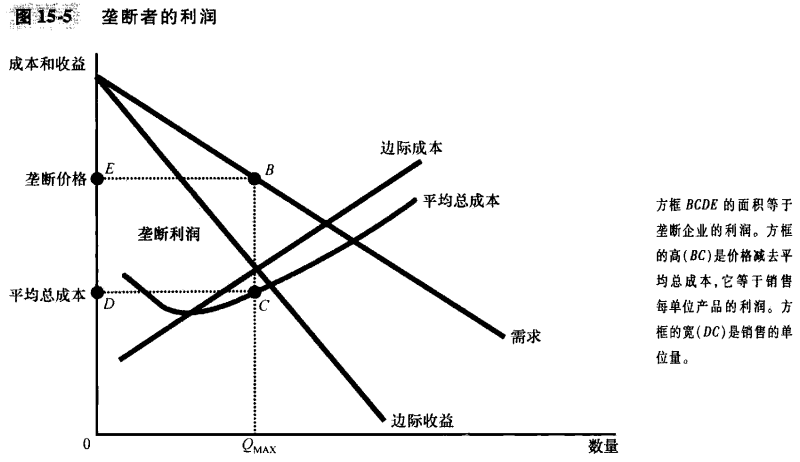 图 15-5 垄断者的利润
成本和收益
边际成本
E
B
垄断价格
平均总成本
垄断利润
平均总成本
D
C
需求
边际收益
0
QMAX
数量
方框 BCDE 的面积等于
垄断企业的利润。方框
的高(BC)是价格减去平
均总成本,它等于销售
每单位产品的利润。方
框的宽(DC)是销售的单
位量。